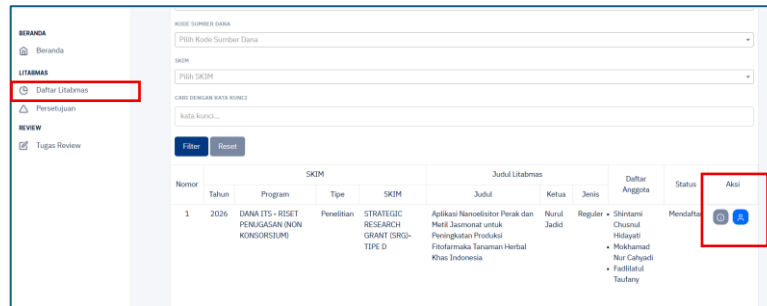 BERANDA
Beranda
LITABMAS
Daftar Litabmas
Persetujuan
REVIEW
Tugas Review
KODE SUMBER DANA
Pilih Kode Sumber Dana
SKIM
Pilih SKIM
CARI DENGAN KATA KUNCI
kata kunci...
Filter Reset
Nomor SKIM Judul Litabmas Daftar Anggota Status Aksi
Tahun Program Tipe SKIM Judul Ketua Jenis
1 2026 DANA ITS - RISET Penelitian STRATEGIC Aplikasi Nanoelisitor Perak dan Nurul Reguler • Shintami Mendaftar
PENUGASAN (NON RESEARCH Metil Jasmonat untuk Jadid Chusnul
KONSORSIUM) GRANT (SRG)- Peningkatan Produksi Hidayati
TIPE D Fitofarmaka Tanaman Herbal • Mokhamad
Khas Indonesia Nur Cahyadi
• Fadlilatul
Taufany